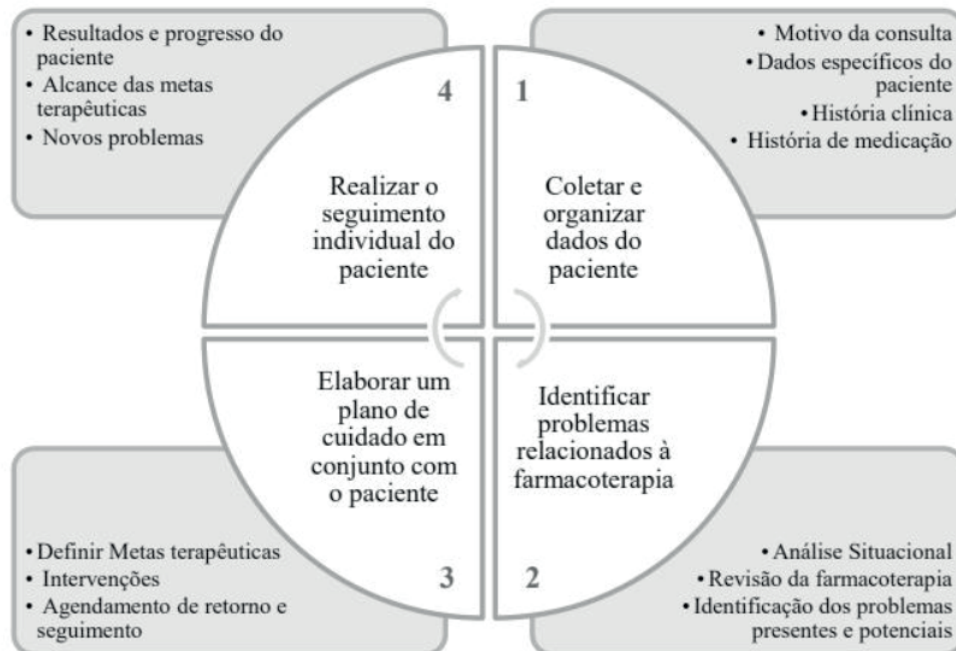 • Resultados e progresso do
paciente
• Alcance das metas
terapêuticas
• Novos problemas
• Motivo da consulta
• Dados específicos do
paciente
• História clínica
• História de medicação
4
Realizar o
seguimento
individual do
paciente
1
Coletar e
organizar
dados do
paciente
Elaborar um
plano de
cuidado em
conjunto com
o paciente
3
Identificar
problemas
relacionados à
farmacoterapia
2
• Definir Metas terapêuticas
• Intervenções
• Agendamento de retorno e
seguimento
• Análise Situacional
• Revisão da farmacoterapia
• Identificação dos problemas
presentes e potenciais